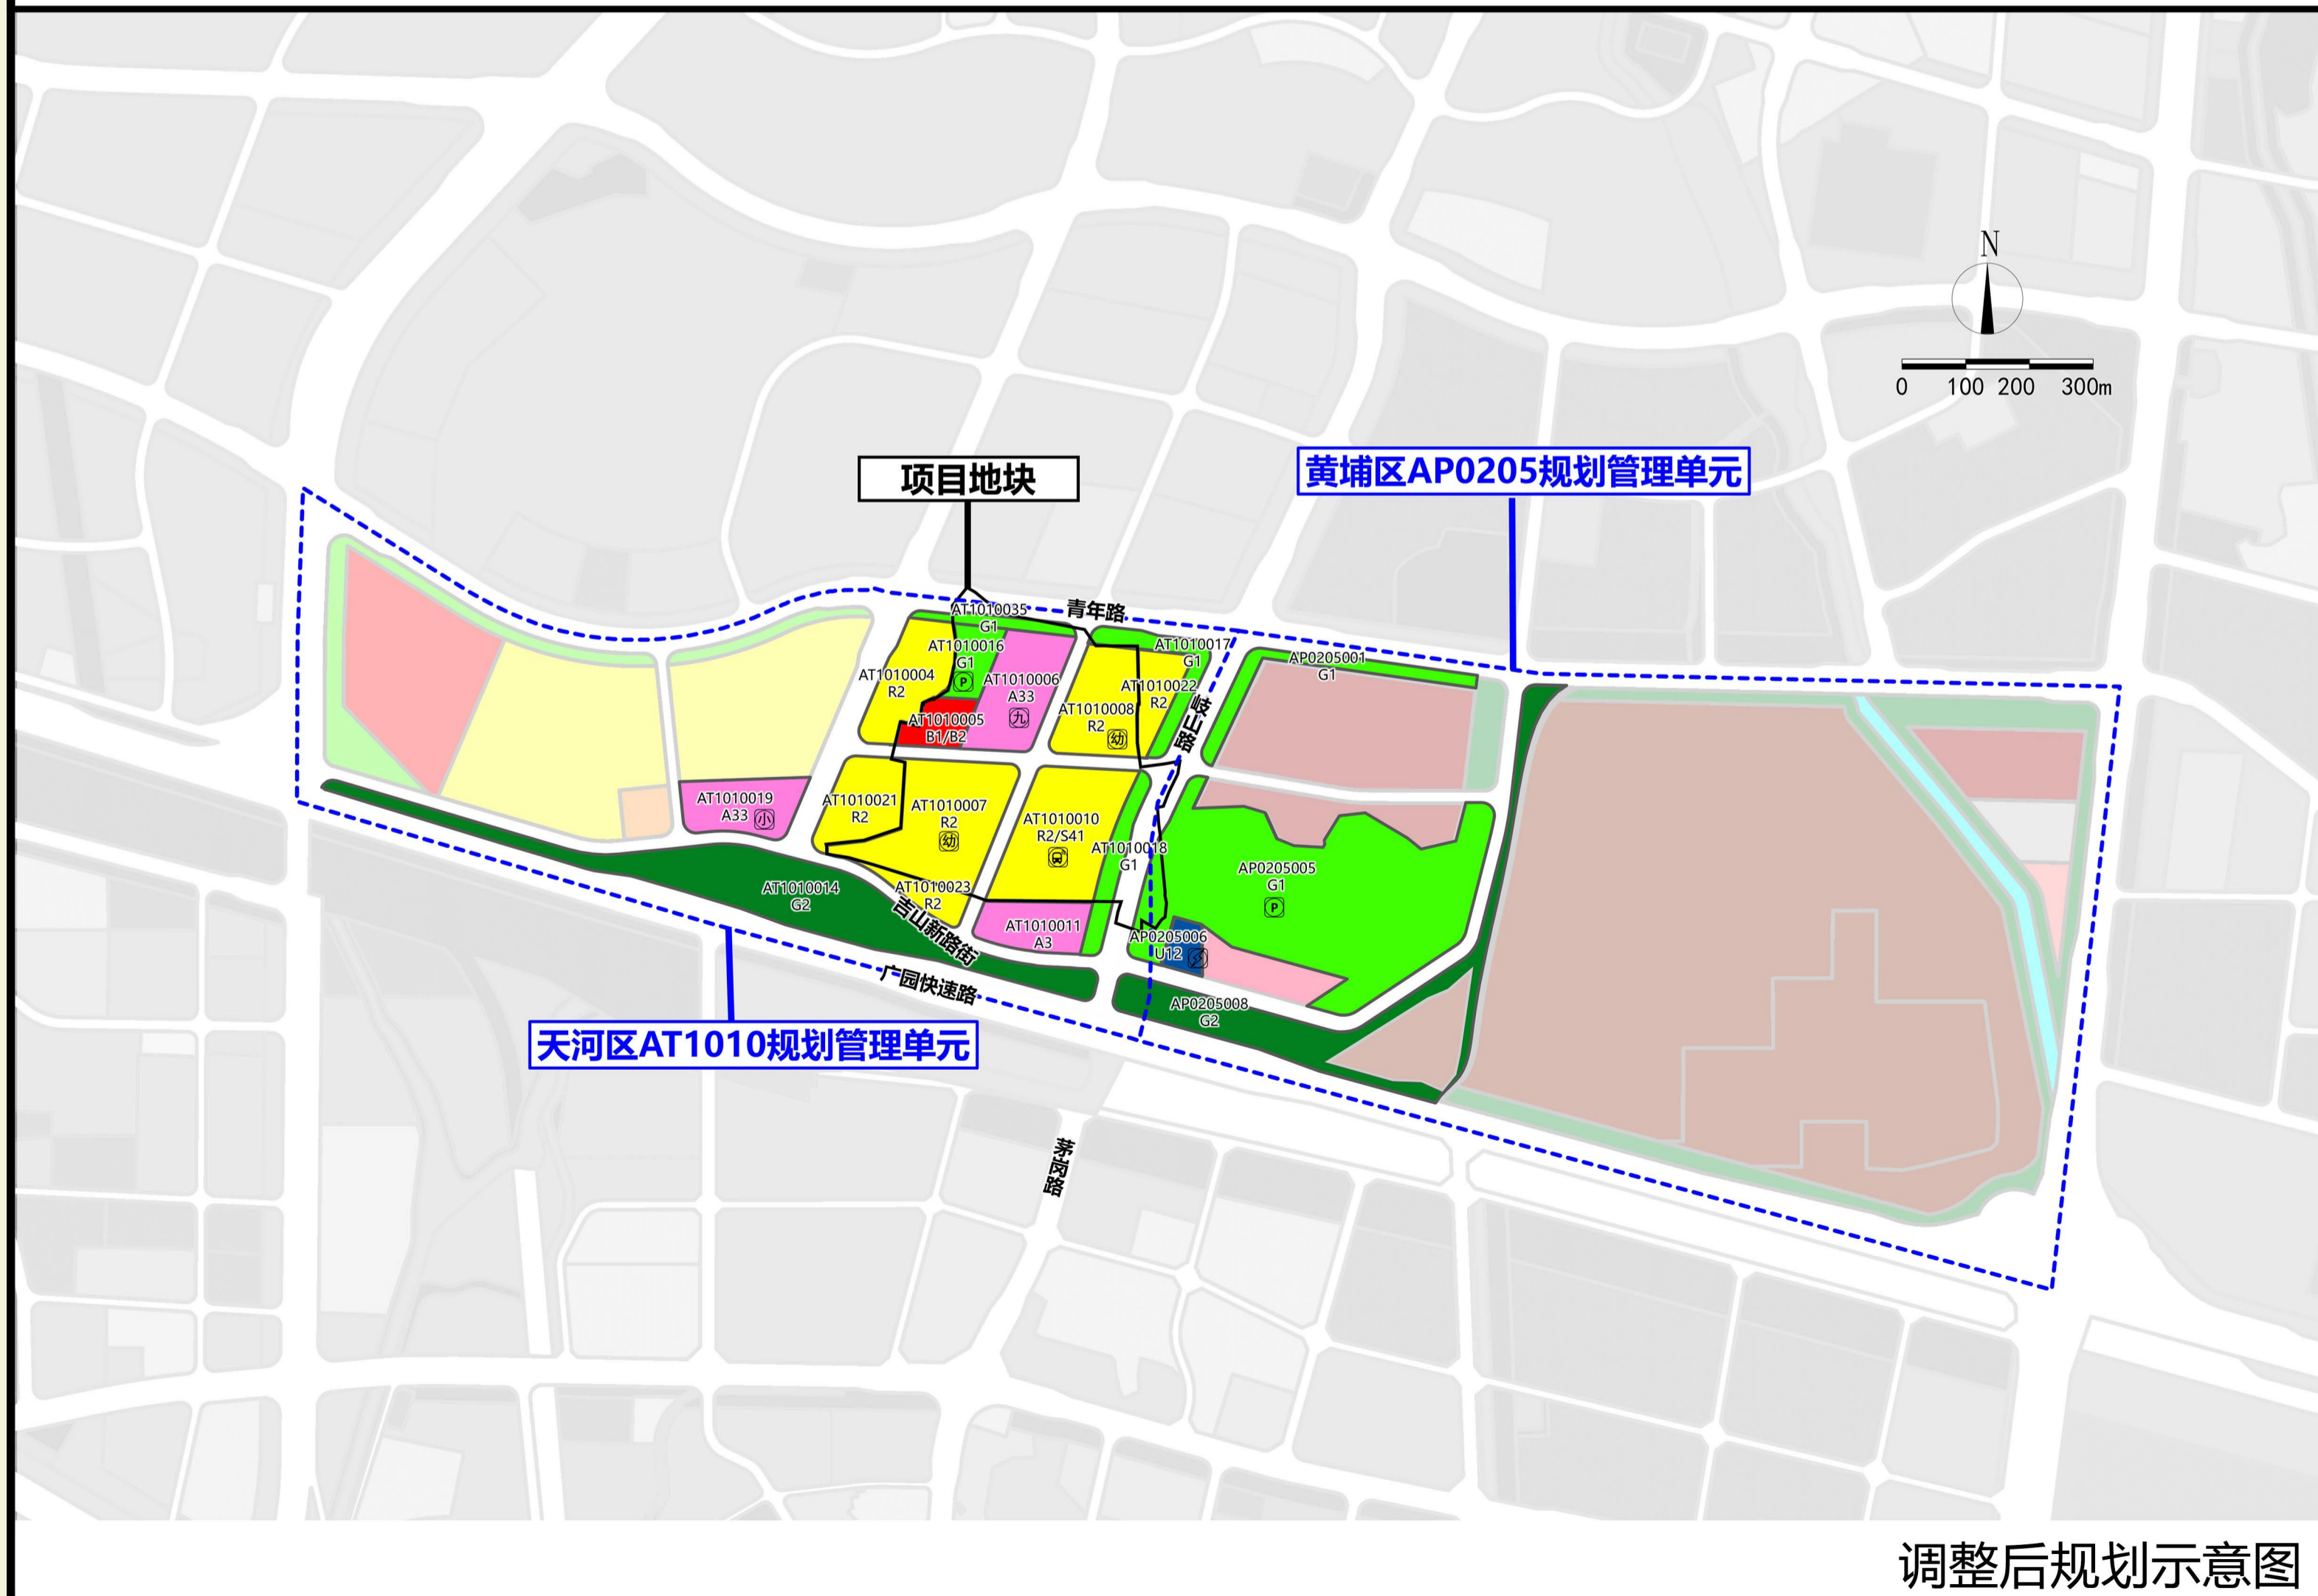 N
0 100 200 300m
项目地块
黄埔区AP0205规划管理单元
AT1010035
G1
青年路
AT1010016
G1
P
AT1010017
G1
AP0205001
G1
AT1010004
R2
AT1010006
A33
九
AT1010022
R2
AT1010008
R2
幼
AT1010005
B1/B2
AT1010019
A33
小
AT1010021
R2
AT1010007
R2
幼
AT1010010
R2/S41
AT1010018
G1
AP0205005
G1
P
AT1010014
G2
AT1010023
R2
吉山新路街
AT1010011
A3
AP0205006
U12
广园快速路
AP0205008
G2
天河区AT1010规划管理单元
茅岗路
调整后规划示意图